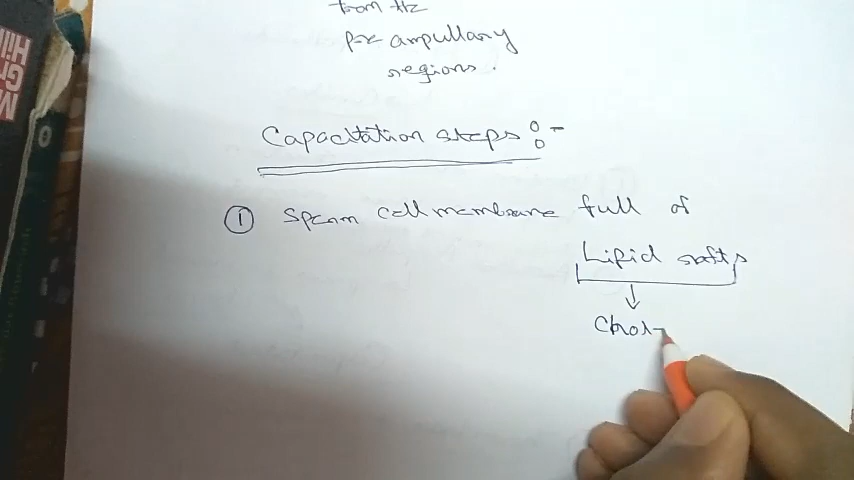 from the
pre ampullary
regions.
Capacitation steps :-
① Sperm cell membrane full of
Lipid rafts
↓
Chol